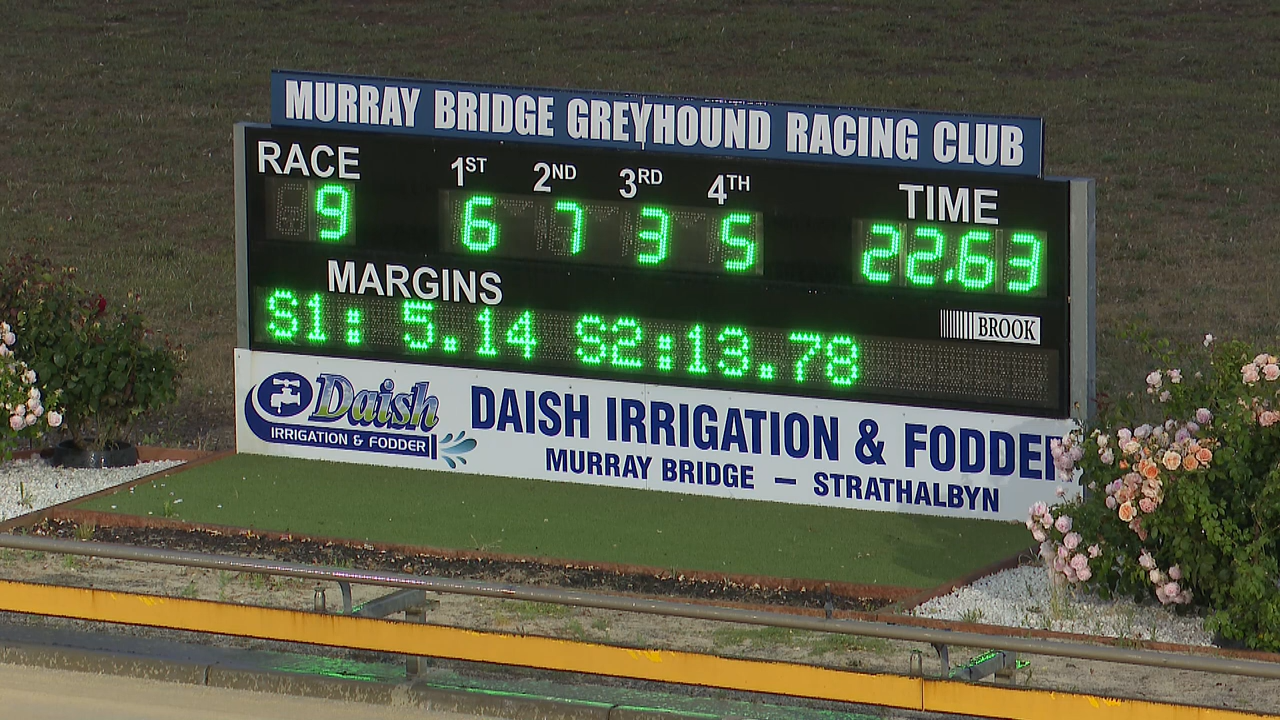 MURRAY BRIDGE GREYHOUND RACING CLUB
RACE 1ST 2ND 3RD 4TH TIME
9 6 7 3 5 22.63
MARGINS
S1: 5.14 S2:13.78
BROOK
Daish
IRRIGATION & FODDER
DAISH IRRIGATION & FODDER
MURRAY BRIDGE — STRATHALBYN